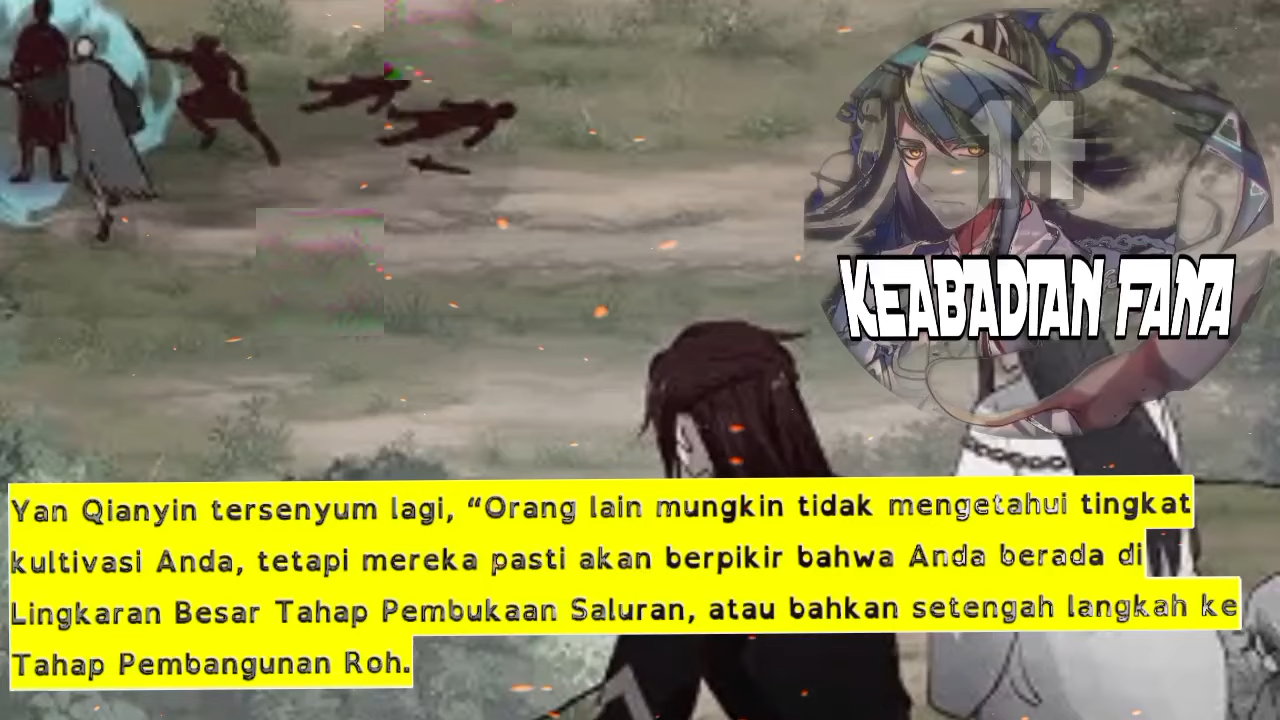 14
KEABADIAN FANA
Yan Qianyin tersenyum lagi, “Orang lain mungkin tidak mengetahui tingkat
kultivasi Anda, tetapi mereka pasti akan berpikir bahwa Anda berada di
Lingkaran Besar Tahap Pembukaan Saluran, atau bahkan setengah langkah ke
Tahap Pembangunan Roh.